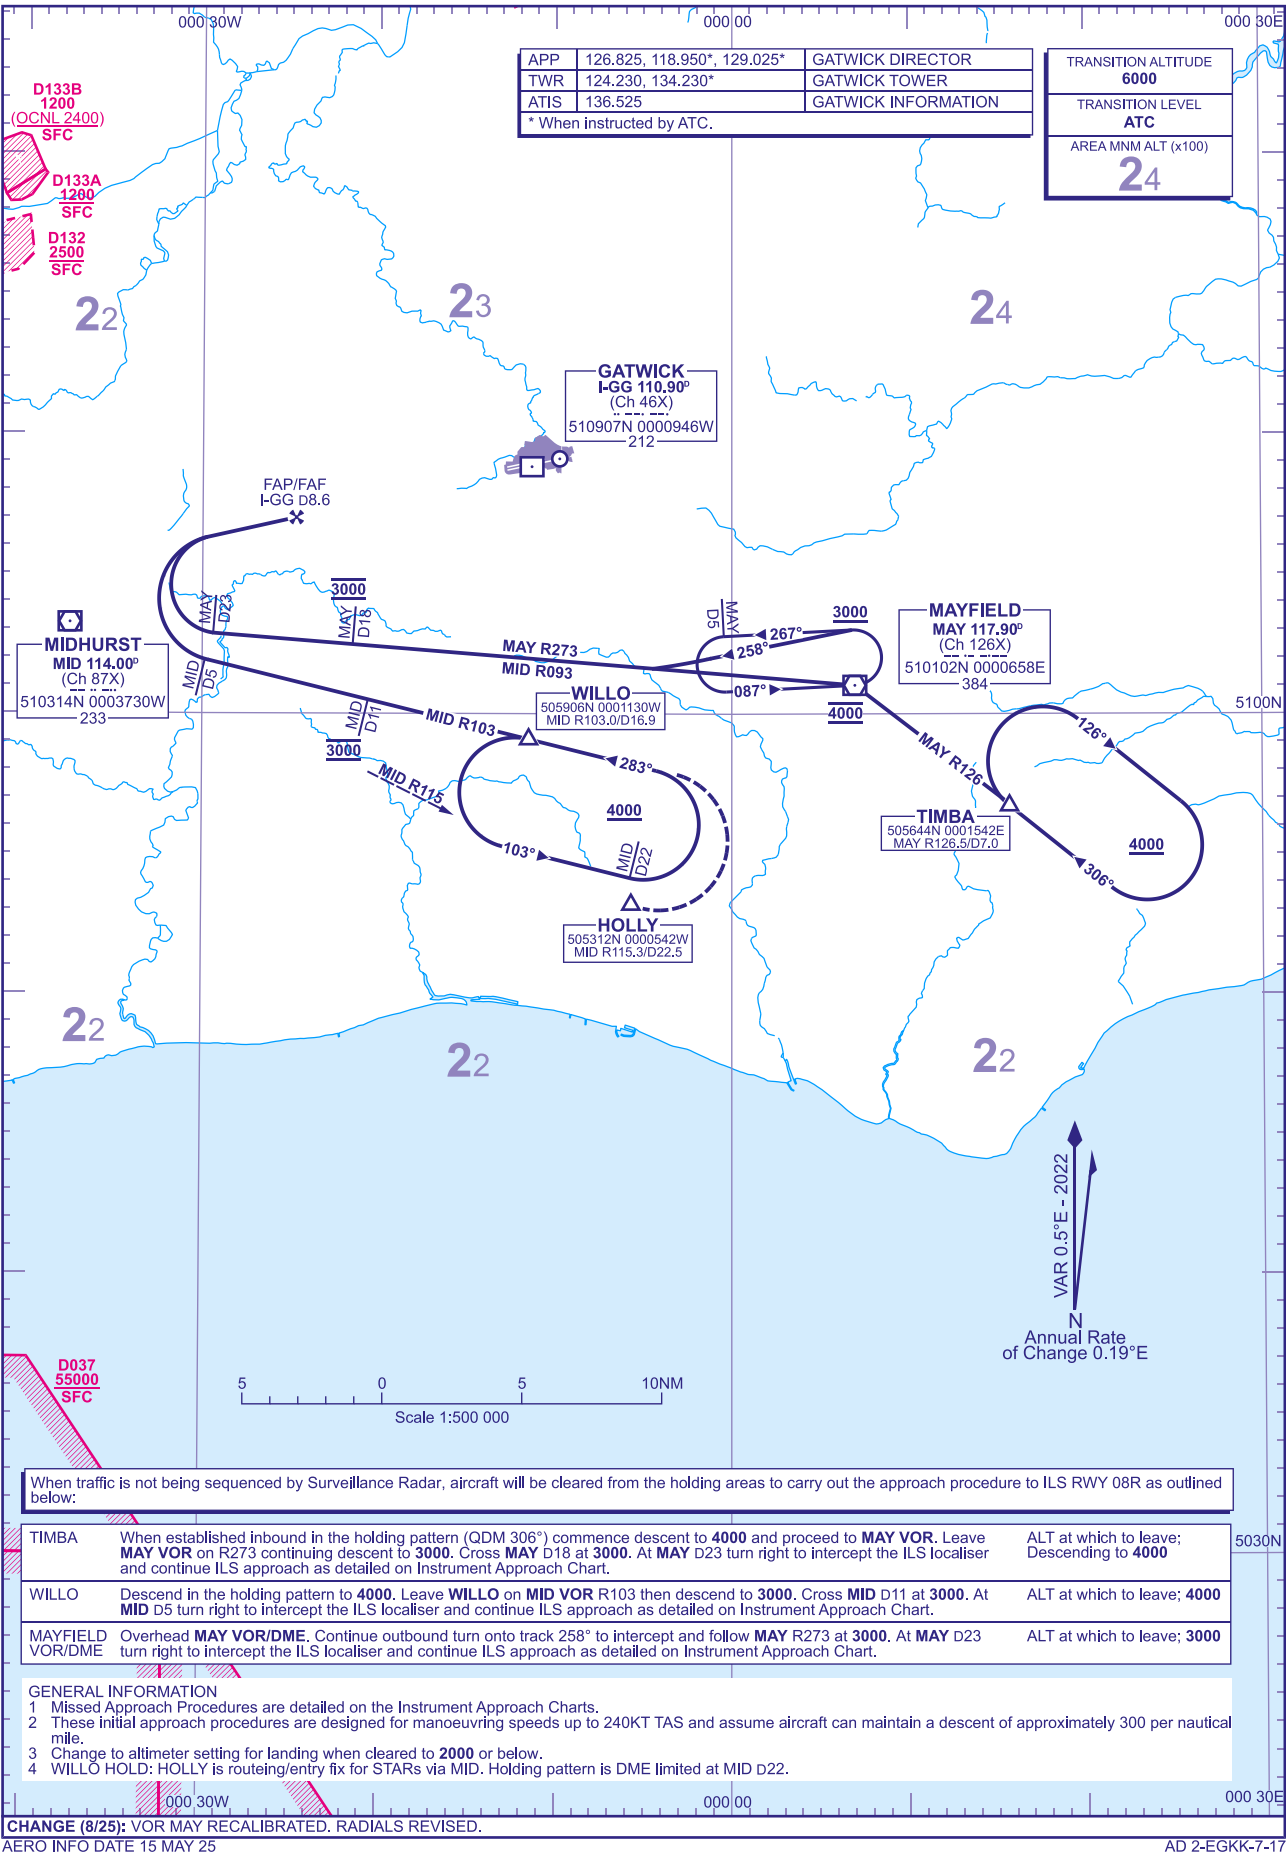 000 30W
000 00
000 30E
APP 126.825, 118.950*, 129.025* GATWICK DIRECTOR
TWR 124.230, 134.230* GATWICK TOWER
ATIS 136.525 GATWICK INFORMATION
* When instructed by ATC.
TRANSITION ALTITUDE
6000
TRANSITION LEVEL
ATC
AREA MNM ALT (x100)
24
D133B
1200
(OCNL 2400)
SFC
D133A
1200
SFC
D132
2500
SFC
22
23
24
GATWICK
I-GG 110.90ᴰ
(Ch 46X)
510907N 0000946W
212
FAP/FAF
I-GG D8.6
MAY
D23
3000
MAY
D18
MIDHURST
MID 114.00ᴰ
(Ch 87X)
510314N 0003730W
233
MID
D5
MAY R273
MID R093
MAY
D5
267°
258°
087°
3000
4000
MAYFIELD
MAY 117.90ᴰ
(Ch 126X)
510102N 0000658E
384
5100N
WILLO
505906N 0001130W
MID R103.0/D16.9
MID
D11
MID R103
3000
MID R115
283°
4000
103°
MID
D22
HOLLY
505312N 0000542W
MID R115.3/D22.5
MAY R126
126°
TIMBA
505644N 0001542E
MAY R126.5/D7.0
4000
306°
22
22
22
VAR 0.5°E - 2022
N
Annual Rate
of Change 0.19°E
D037
55000
SFC
5 0 5 10NM
Scale 1:500 000
When traffic is not being sequenced by Surveillance Radar, aircraft will be cleared from the holding areas to carry out the approach procedure to ILS RWY 08R as outlined
below:
5030N
TIMBA When established inbound in the holding pattern (QDM 306°) commence descent to 4000 and proceed to MAY VOR. Leave ALT at which to leave;
MAY VOR on R273 continuing descent to 3000. Cross MAY D18 at 3000. At MAY D23 turn right to intercept the ILS localiser Descending to 4000
and continue ILS approach as detailed on Instrument Approach Chart.
WILLO Descend in the holding pattern to 4000. Leave WILLO on MID VOR R103 then descend to 3000. Cross MID D11 at 3000. At ALT at which to leave; 4000
MID D5 turn right to intercept the ILS localiser and continue ILS approach as detailed on Instrument Approach Chart.
MAYFIELD Overhead MAY VOR/DME. Continue outbound turn onto track 258° to intercept and follow MAY R273 at 3000. At MAY D23 ALT at which to leave; 3000
VOR/DME turn right to intercept the ILS localiser and continue ILS approach as detailed on Instrument Approach Chart.
GENERAL INFORMATION
1 Missed Approach Procedures are detailed on the Instrument Approach Charts.
2 These initial approach procedures are designed for manoeuvring speeds up to 240KT TAS and assume aircraft can maintain a descent of approximately 300 per nautical
mile.
3 Change to altimeter setting for landing when cleared to 2000 or below.
4 WILLO HOLD: HOLLY is routeing/entry fix for STARs via MID. Holding pattern is DME limited at MID D22.
000 30W
000 00
000 30E
CHANGE (8/25): VOR MAY RECALIBRATED. RADIALS REVISED.
AERO INFO DATE 15 MAY 25
AD 2-EGKK-7-17